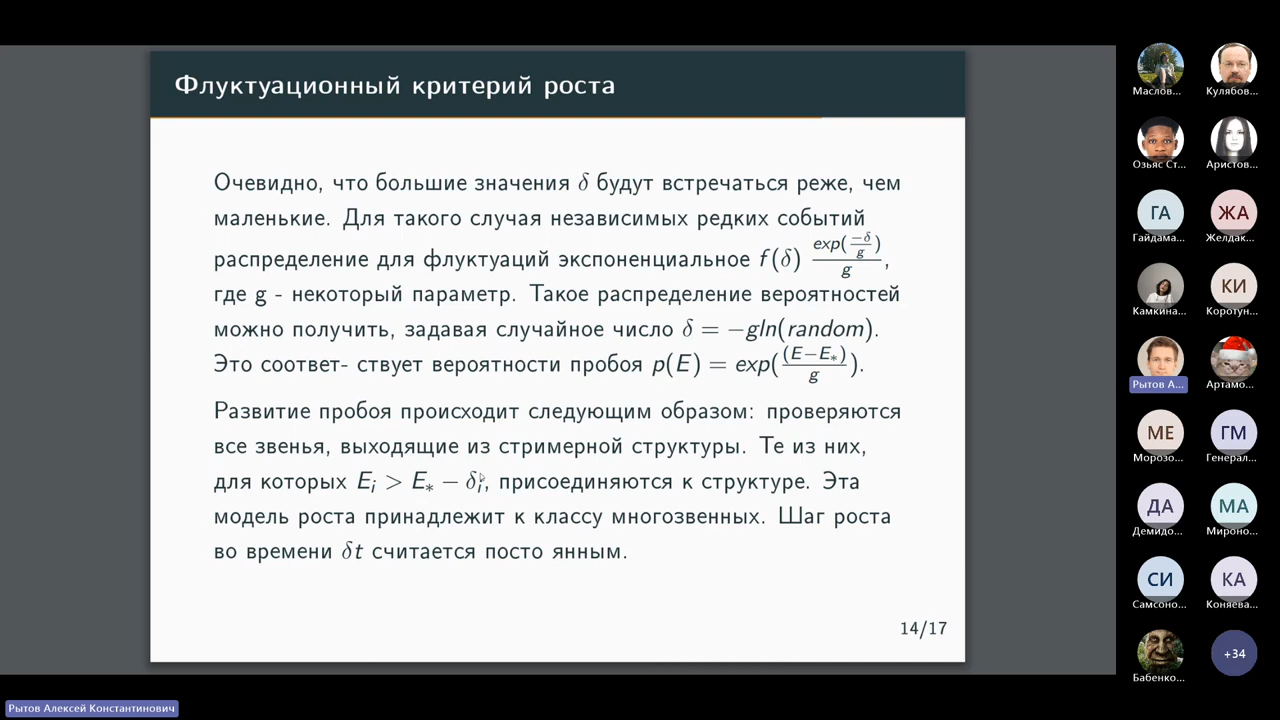 Флуктуационный критерий роста
Очевидно, что большие значения δ будут встречаться реже, чем
маленькие. Для такого случая независимых редких событий
распределение для флуктуаций экспоненциальное f(δ) exp(−δ/g)/g,
где g - некоторый параметр. Такое распределение вероятностей
можно получить, задавая случайное число δ = −gln(random).
Это соответ- ствует вероятности пробоя p(E) = exp((E−E*)/g).
Развитие пробоя происходит следующим образом: проверяются
все звенья, выходящие из стримерной структуры. Те из них,
для которых Eᵢ > E* − δᵢ, присоединяются к структуре. Эта
модель роста принадлежит к классу многозвенных. Шаг роста
во времени δt считается посто янным.
14/17
Маслов...
Кулябов...
Озьяс Ст...
Аристов...
ГА
ЖА
Гайдама...
Желдак...
КИ
Камкина...
Коротун...
Рытов А...
Артамо...
МЕ
ГМ
Морозо...
Генерал...
ДА
МА
Демидо...
Мироно...
СИ
КА
Самсоно...
Коняева...
+34
Бабенко...
Рытов Алексей Константинович